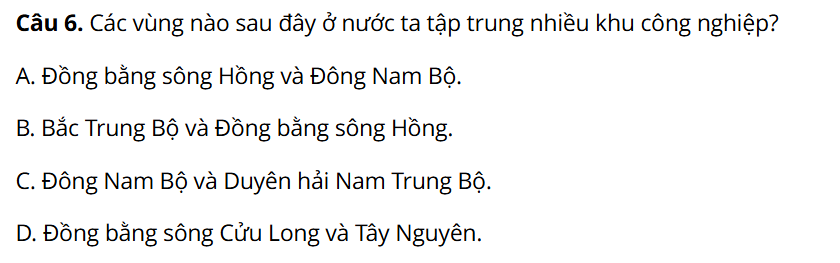 Câu 6. Các vùng nào sau đây ở nước ta tập trung nhiều khu công nghiệp?
A. Đồng bằng sông Hồng và Đông Nam Bộ.
B. Bắc Trung Bộ và Đồng bằng sông Hồng.
C. Đông Nam Bộ và Duyên hải Nam Trung Bộ.
D. Đồng bằng sông Cửu Long và Tây Nguyên.